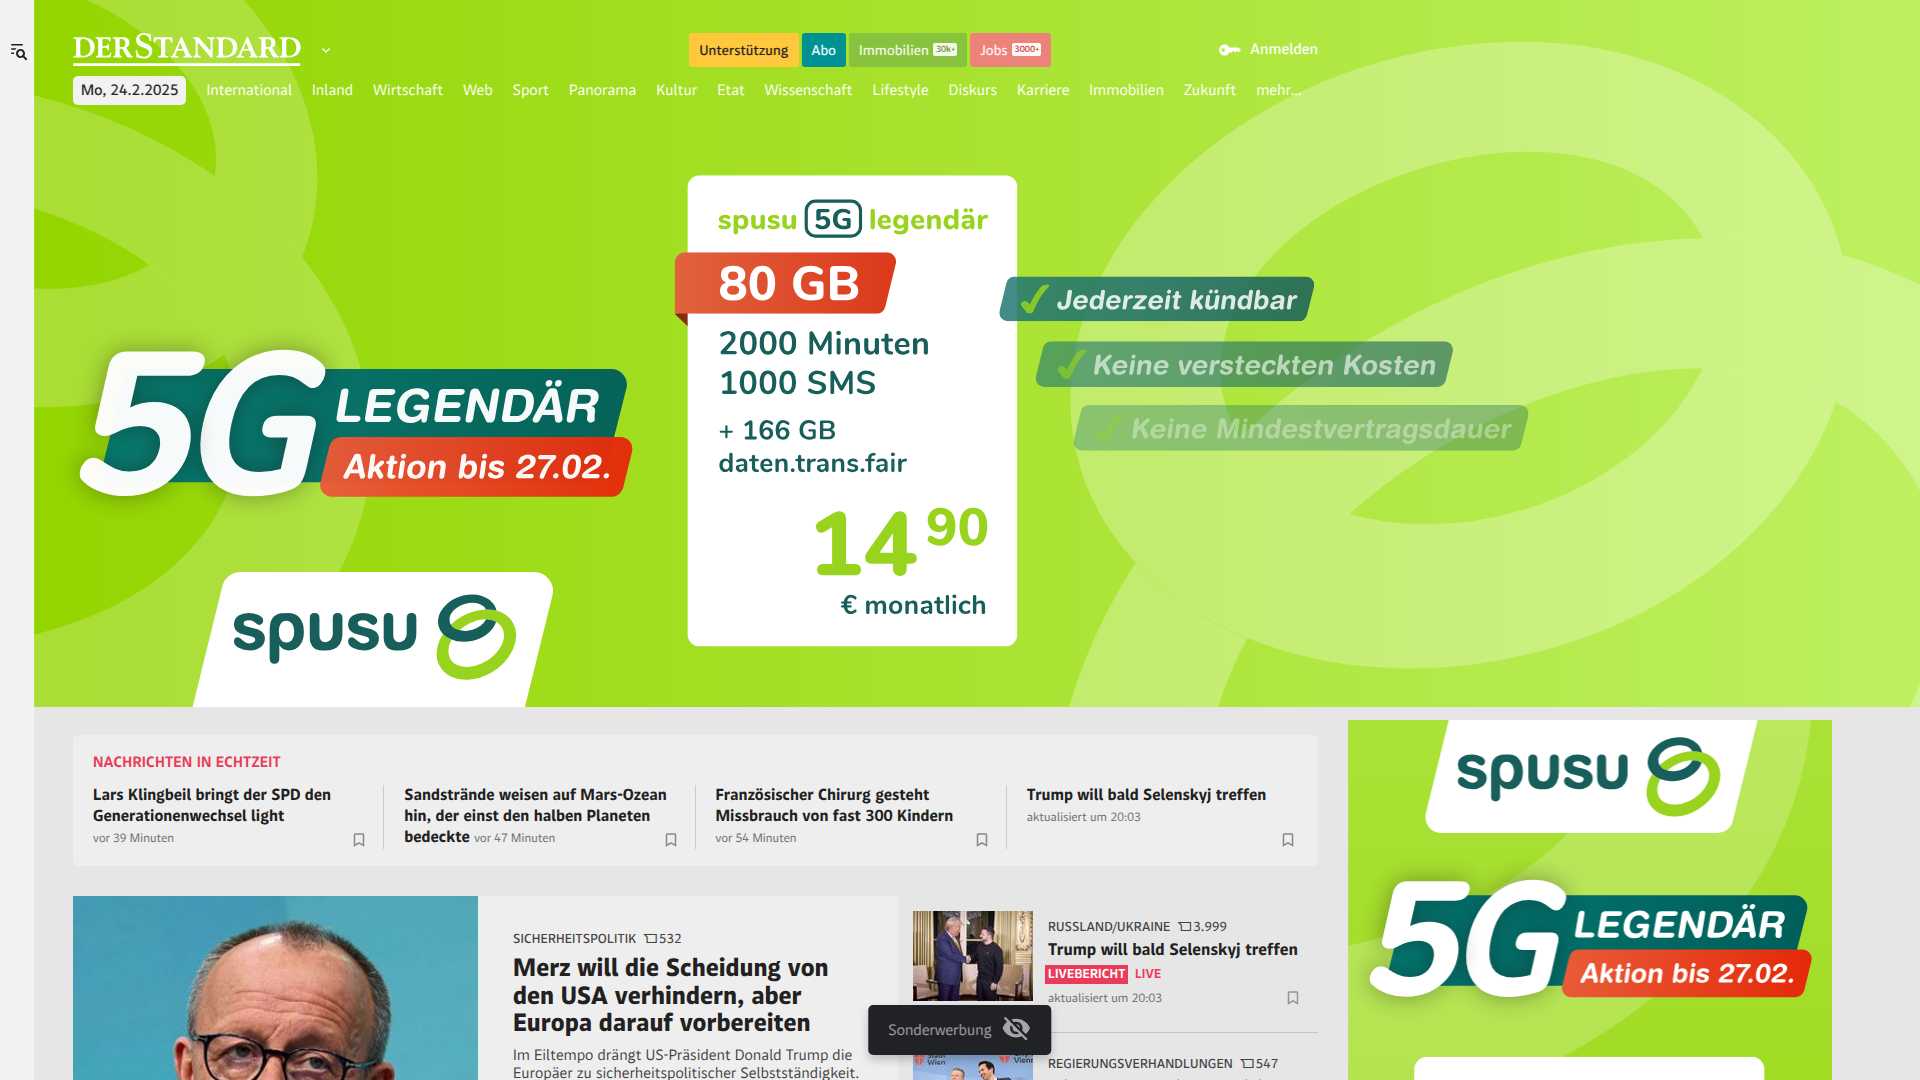 DERSTANDARD
Unterstützung
Abo
Immobilien 30k+
Jobs 3000+
Anmelden
Mo, 24.2.2025
International
Inland
Wirtschaft
Web
Sport
Panorama
Kultur
Etat
Wissenschaft
Lifestyle
Diskurs
Karriere
Immobilien
Zukunft
mehr...
spusu 5G legendär
80 GB
2000 Minuten
1000 SMS
+ 166 GB
daten.trans.fair
14 90
€ monatlich
Jederzeit kündbar
Keine versteckten Kosten
Keine Mindestvertragsdauer
5G LEGENDÄR
Aktion bis 27.02.
spusu
NACHRICHTEN IN ECHTZEIT
Lars Klingbeil bringt der SPD den
Generationenwechsel light
vor 39 Minuten
Sandstrände weisen auf Mars-Ozean
hin, der einst den halben Planeten
bedeckte vor 47 Minuten
Französischer Chirurg gesteht
Missbrauch von fast 300 Kindern
vor 54 Minuten
Trump will bald Selenskyj treffen
aktualisiert um 20:03
SICHERHEITSPOLITIK 532
Merz will die Scheidung von
den USA verhindern, aber
Europa darauf vorbereiten
Im Eiltempo drängt US-Präsident Donald Trump die
Europäer zu sicherheitspolitischer Selbstständigkeit.
RUSSLAND/UKRAINE 3.999
Trump will bald Selenskyj treffen
LIVEBERICHT LIVE
aktualisiert um 20:03
Sonderwerbung
Wien
REGIERUNGSVERHANDLUNGEN 547
spusu
5G LEGENDÄR
Aktion bis 27.02.